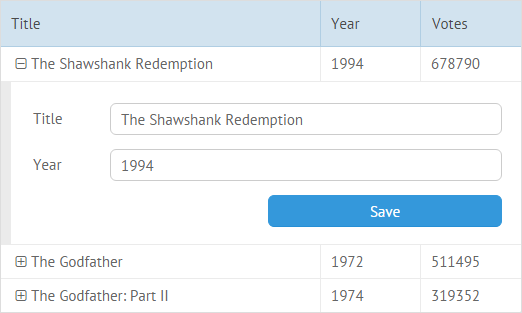 Title Year Votes
The Shawshank Redemption 1994 678790
Title The Shawshank Redemption
Year 1994
Save
The Godfather 1972 511495
The Godfather: Part II 1974 319352